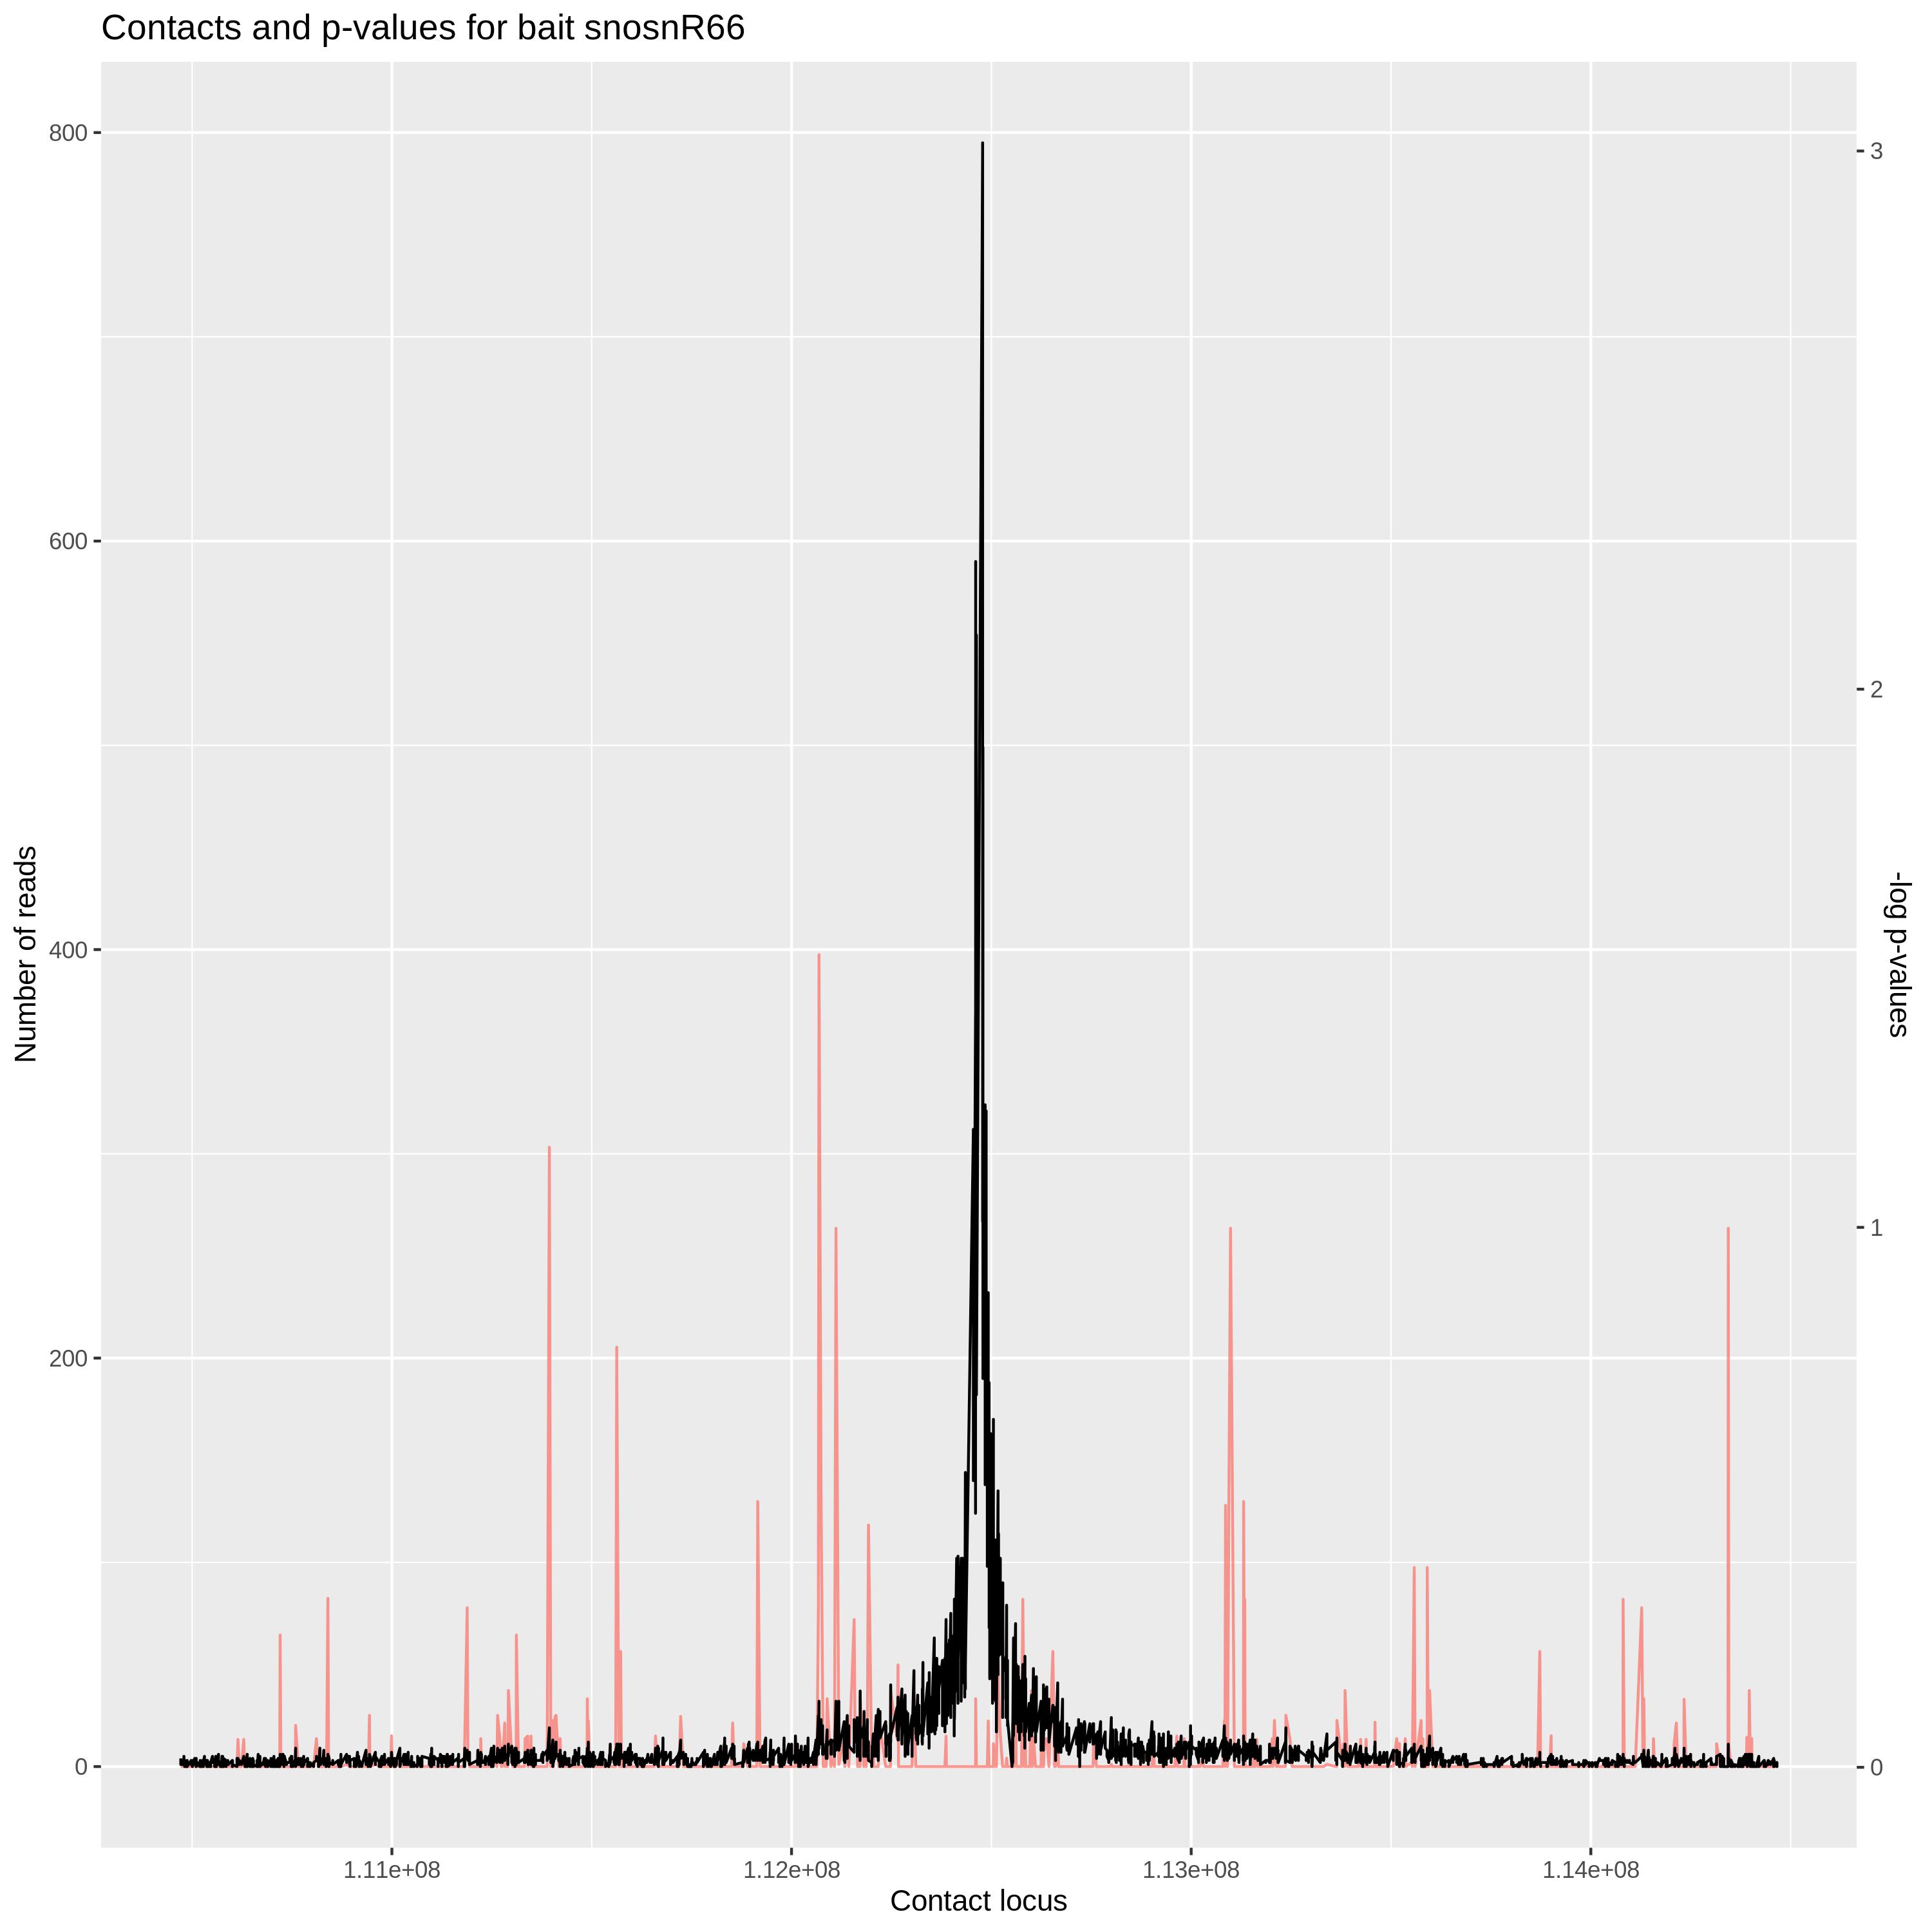 Contacts and p-values for bait snosnR66
800
600
400
200
0
3
2
1
0
Number of reads
-log p-values
1.11e+08
1.12e+08
1.13e+08
1.14e+08
Contact locus